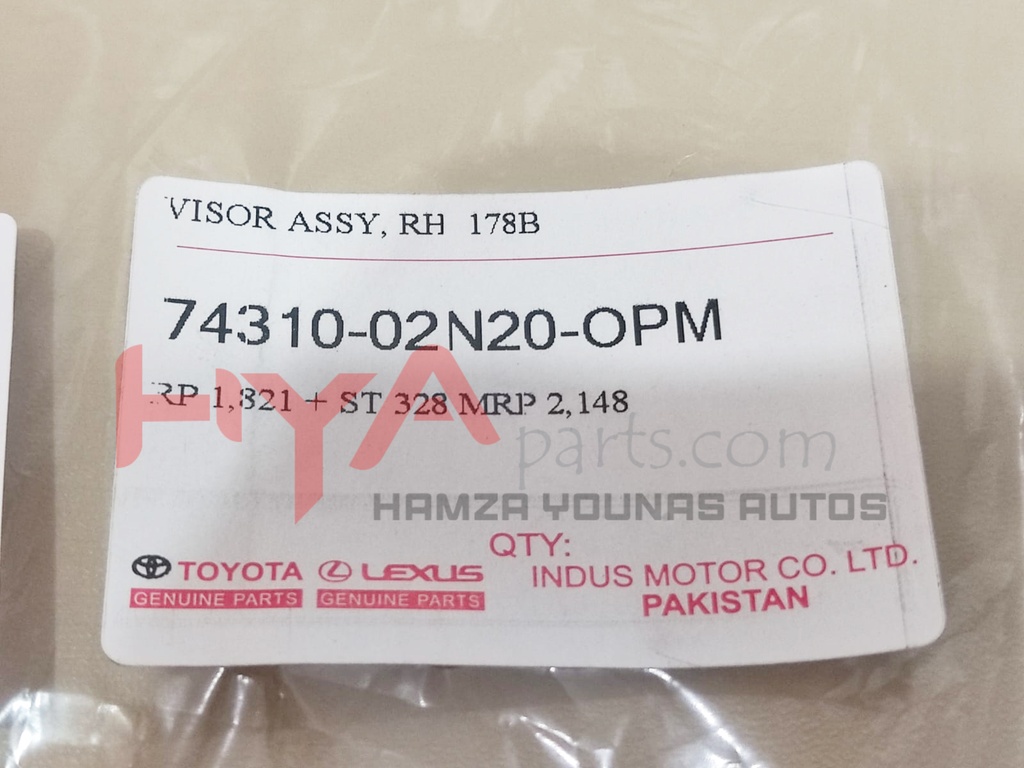 VISOR ASSY, RH 178B
74310-02N20-OPM
RP 1,821 + ST 328 MRP 2,148
HYA parts.com
HAMZA YOUNAS AUTOS
QTY:
TOYOTA LEXUS INDUS MOTOR CO. LTD.
GENUINE PARTS GENUINE PARTS PAKISTAN